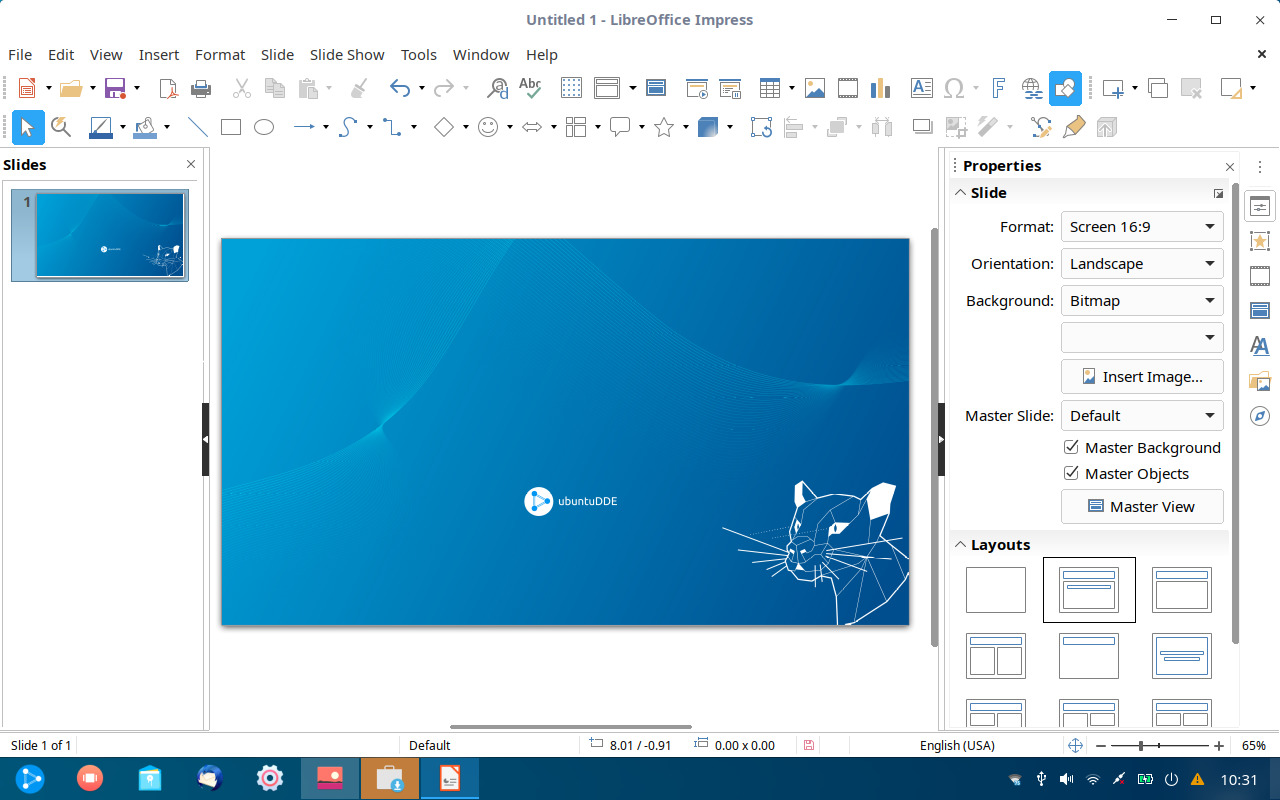 Untitled 1 - LibreOffice Impress
File Edit View Insert Format Slide Slide Show Tools Window Help
Abc
Slides
1
ubuntuDDE
Properties
Slide
Format: Screen 16:9
Orientation: Landscape
Background: Bitmap
Insert Image...
Master Slide: Default
Master Background
Master Objects
Master View
Layouts
Slide 1 of 1 Default 8.01 / -0.91 0.00 x 0.00 English (USA) 65%
10:31